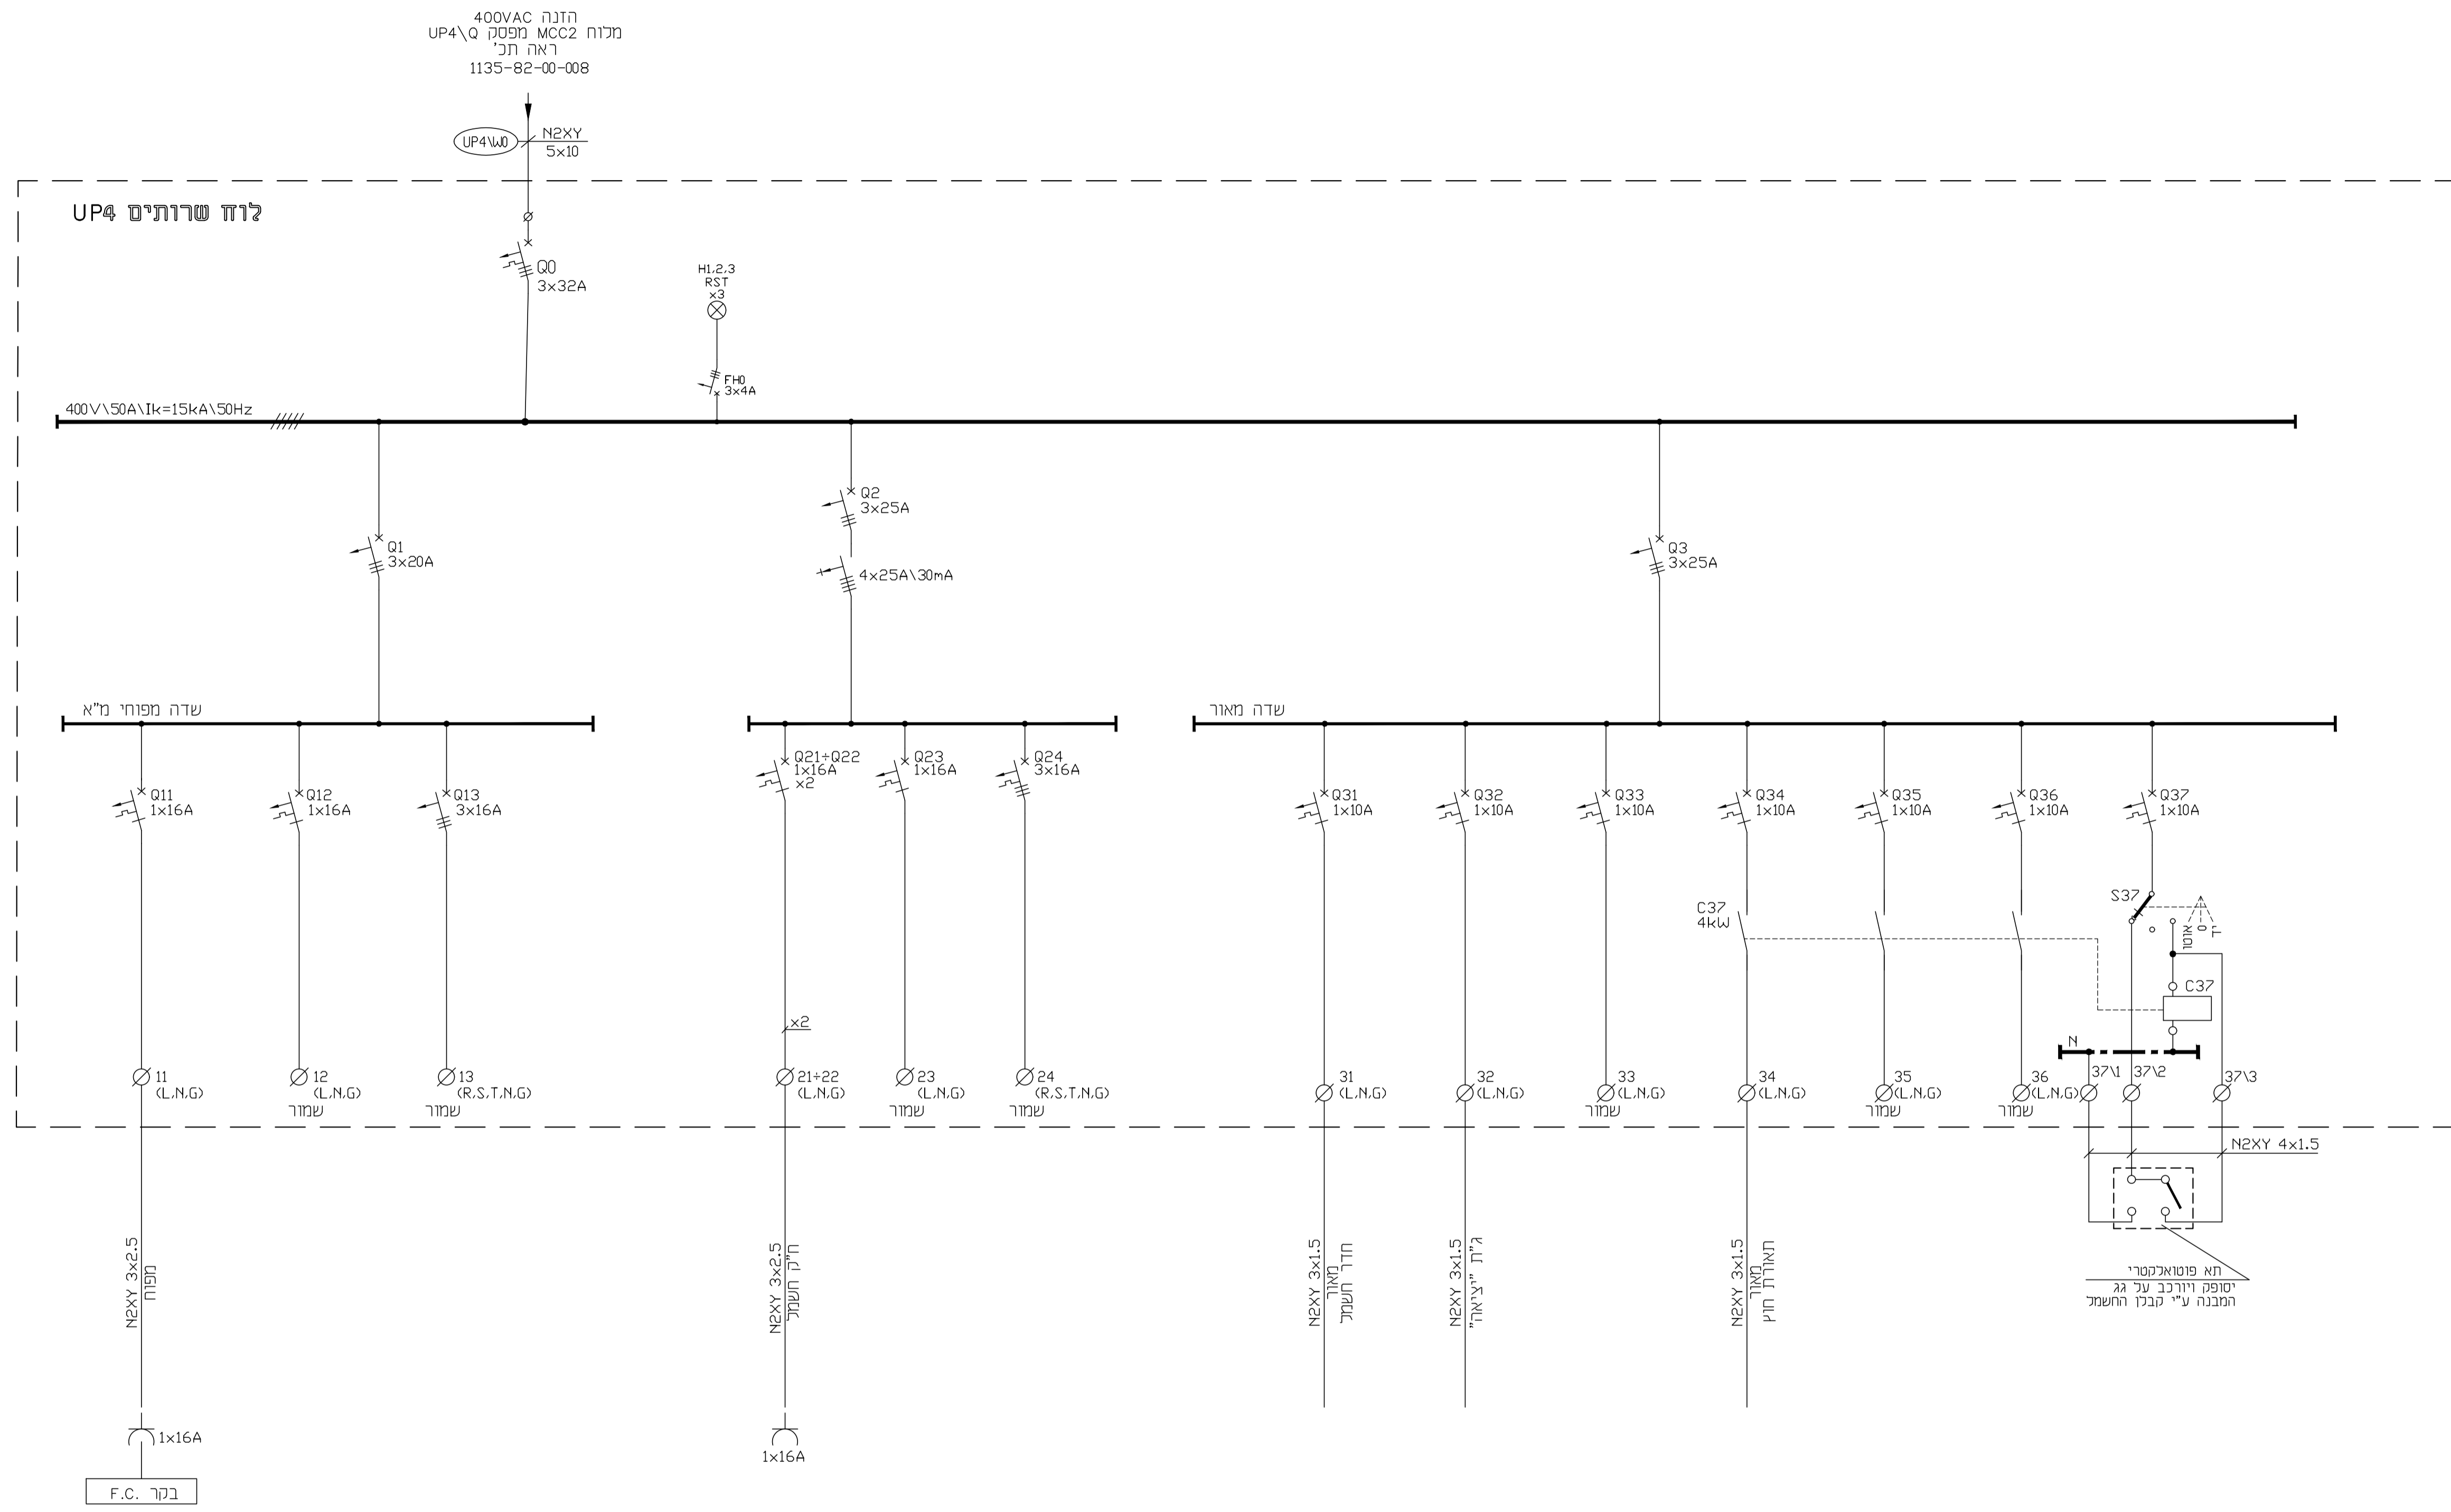 הזנה 400VAC
מלוח MCC2 מפסק UP4\Q
ראה תכ'
1135-82-00-008
UP4\W0
N2XY
5x10
לוח שרותים UP4
Q0
3x32A
H1,2,3
RST
x3
FH0
3x4A
400V\50A\Ik=15kA\50Hz
Q1
3x20A
Q2
3x25A
4x25A\30mA
Q3
3x25A
שדה מפוחי מ"א
שדה מאור
Q11
1x16A
Q12
1x16A
Q13
3x16A
Q21÷Q22
1x16A
x2
Q23
1x16A
Q24
3x16A
Q31
1x10A
Q32
1x10A
Q33
1x10A
Q34
1x10A
Q35
1x10A
Q36
1x10A
Q37
1x10A
C37
4kW
S37
אוטו
0
יד
C37
N
x2
11
(L,N,G)
12
(L,N,G)
שמור
13
(R,S,T,N,G)
שמור
21÷22
(L,N,G)
23
(L,N,G)
שמור
24
(R,S,T,N,G)
שמור
31
(L,N,G)
32
(L,N,G)
33
(L,N,G)
שמור
34
(L,N,G)
35
(L,N,G)
שמור
36
(L,N,G)
שמור
37\1
37\2
37\3
N2XY 4x1.5
N2XY 3x2.5
מפוח
N2XY 3x2.5
ח"ק חשמל
N2XY 3x1.5
מאור
חדר חשמל
N2XY 3x1.5
ג"ת "יציאה"
N2XY 3x1.5
מאור
תאורת חוץ
תא פוטואלקטרי
יסופק ויורכב על גג
המבנה ע"י קבלן החשמל
1x16A
בקר F.C.
1x16A